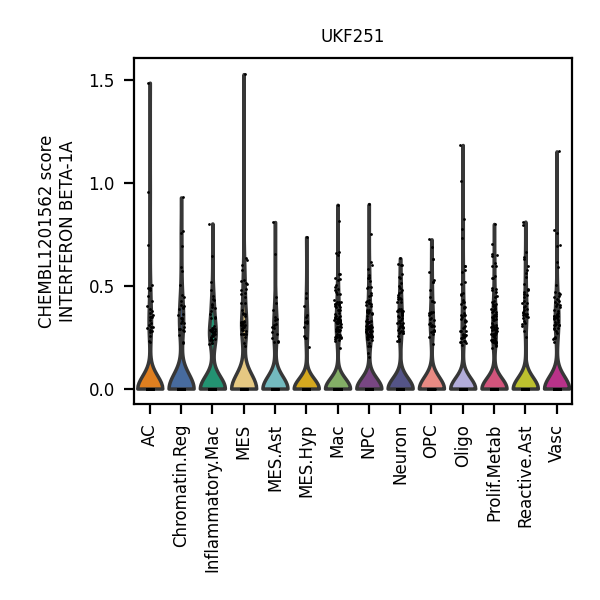 UKF251
CHEMBL1201562 score
INTERFERON BETA-1A
1.5
1.0
0.5
0.0
AC
Chromatin.Reg
Inflammatory.Mac
MES
MES.Ast
MES.Hyp
Mac
NPC
Neuron
OPC
Oligo
Prolif.Metab
Reactive.Ast
Vasc